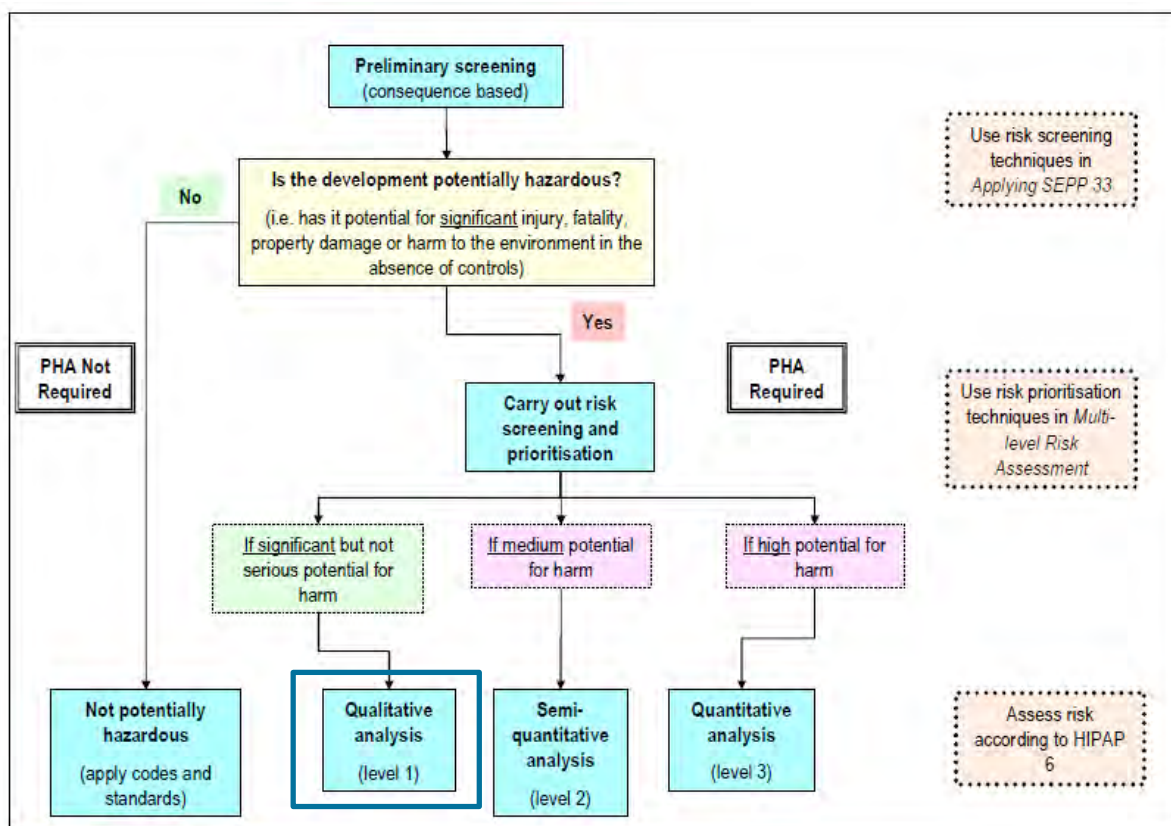 Preliminary screening
(consequence based)
Use risk screening
techniques in
Applying SEPP 33
Is the development potentially hazardous?
(i.e. has it potential for significant injury, fatality,
property damage or harm to the environment in the
absence of controls)
No
Yes
PHA Not
Required
PHA
Required
Carry out risk
screening and
prioritisation
Use risk prioritisation
techniques in Multi-
level Risk
Assessment
If significant but not
serious potential for
harm
If medium potential
for harm
If high potential for
harm
Not potentially
hazardous
(apply codes and
standards)
Qualitative
analysis
(level 1)
Semi-
quantitative
analysis
(level 2)
Quantitative
analysis
(level 3)
Assess risk
according to HIPAP
6